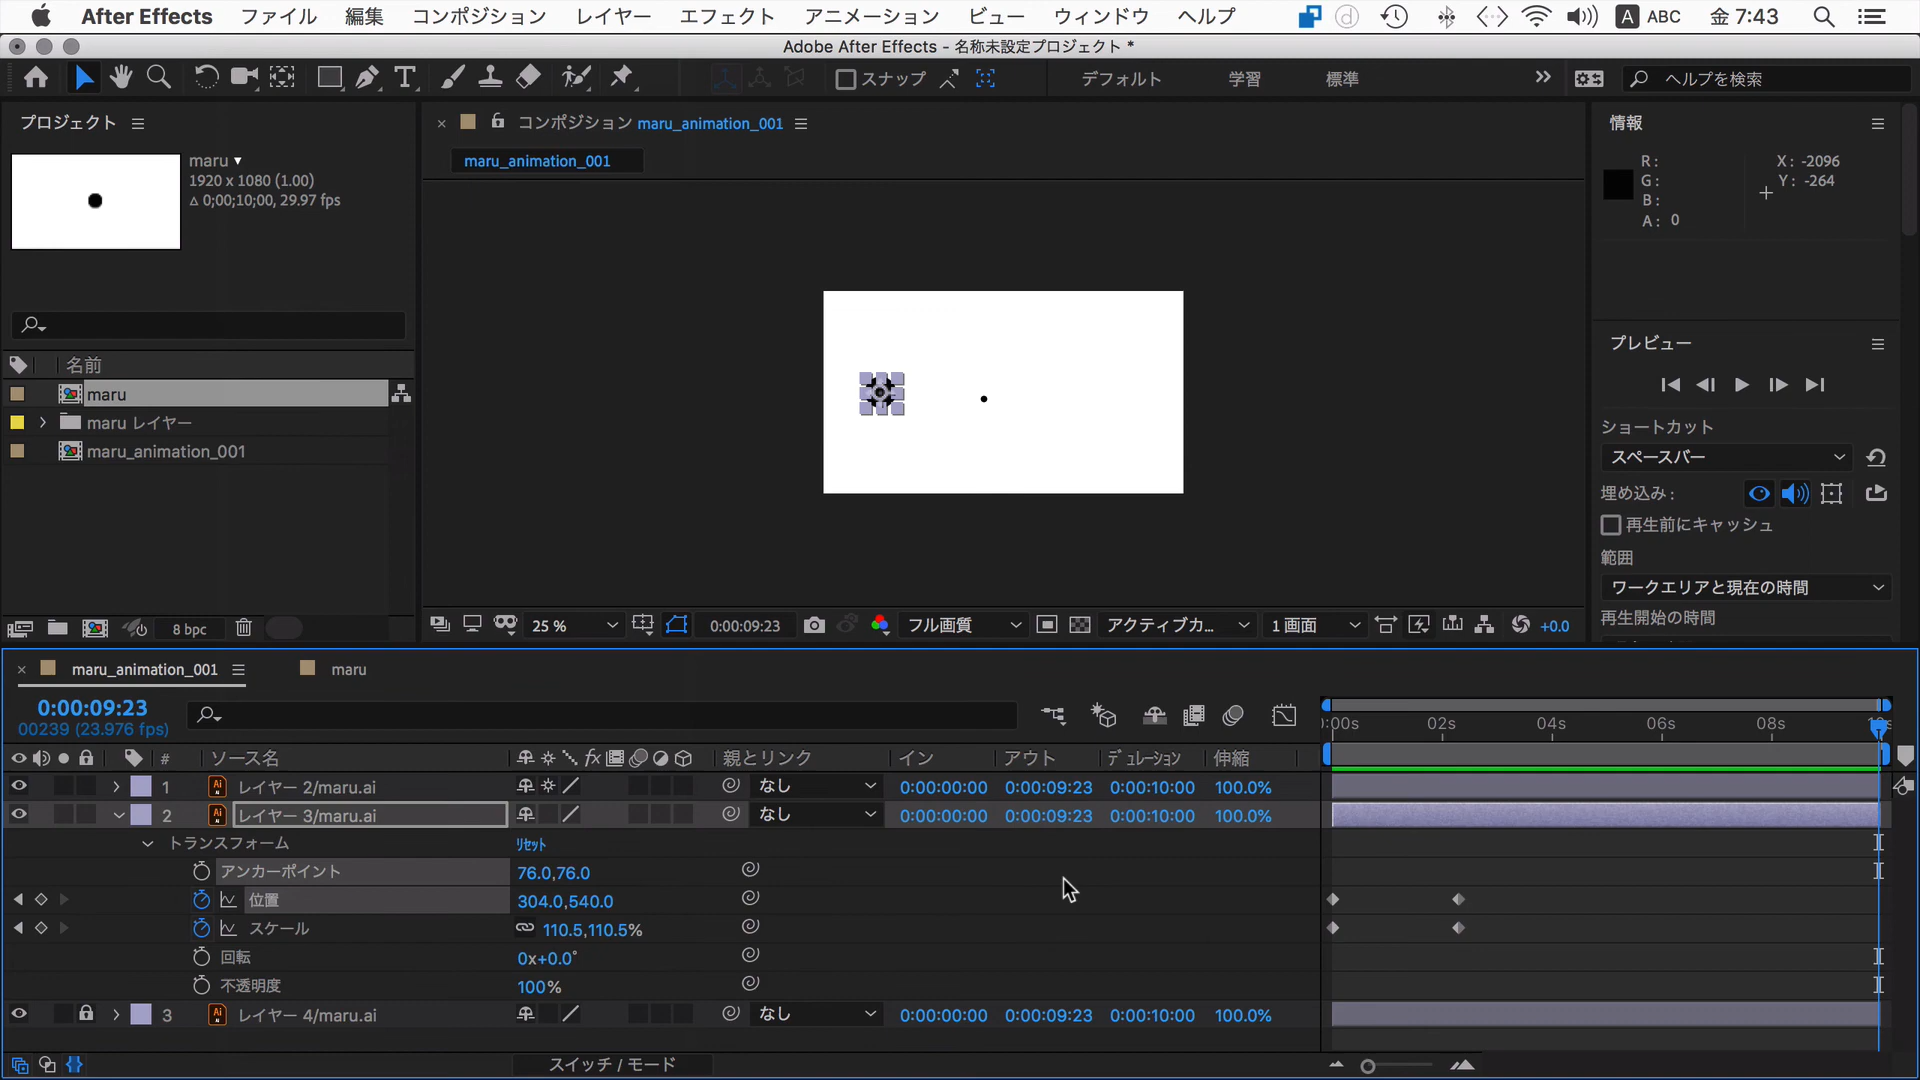 After Effects ファイル 編集 コンポジション レイヤー エフェクト アニメーション ビュー ウィンドウ ヘルプ A ABC 金 7:43
Adobe After Effects - 名称未設定プロジェクト *
スナップ デフォルト 学習 標準 ヘルプを検索
プロジェクト
maru
1920 x 1080 (1.00)
Δ 0;00;10;00, 29.97 fps
コンポジション maru_animation_001
maru_animation_001
情報
R :
G :
B :
A : 0
X : -2096
Y : -264
名前
maru
maru レイヤー
maru_animation_001
8 bpc
プレビュー
ショートカット
スペースバー
埋め込み :
再生前にキャッシュ
範囲
ワークエリアと現在の時間
再生開始の時間
25 % 0:00:09:23 フル画質 アクティブカ... 1 画面 +0.0
maru_animation_001 maru
0:00:09:23
00239 (23.976 fps)
:00s 02s 04s 06s 08s
# ソース名 fx 親とリンク イン アウト デュレーション 伸縮
1 Ai レイヤー 2/maru.ai なし 0:00:00:00 0:00:09:23 0:00:10:00 100.0%
2 Ai レイヤー 3/maru.ai なし 0:00:00:00 0:00:09:23 0:00:10:00 100.0%
トランスフォーム リセット
アンカーポイント 76.0,76.0
位置 304.0,540.0
スケール 110.5,110.5%
回転 0x+0.0°
不透明度 100%
3 Ai レイヤー 4/maru.ai なし 0:00:00:00 0:00:09:23 0:00:10:00 100.0%
スイッチ / モード